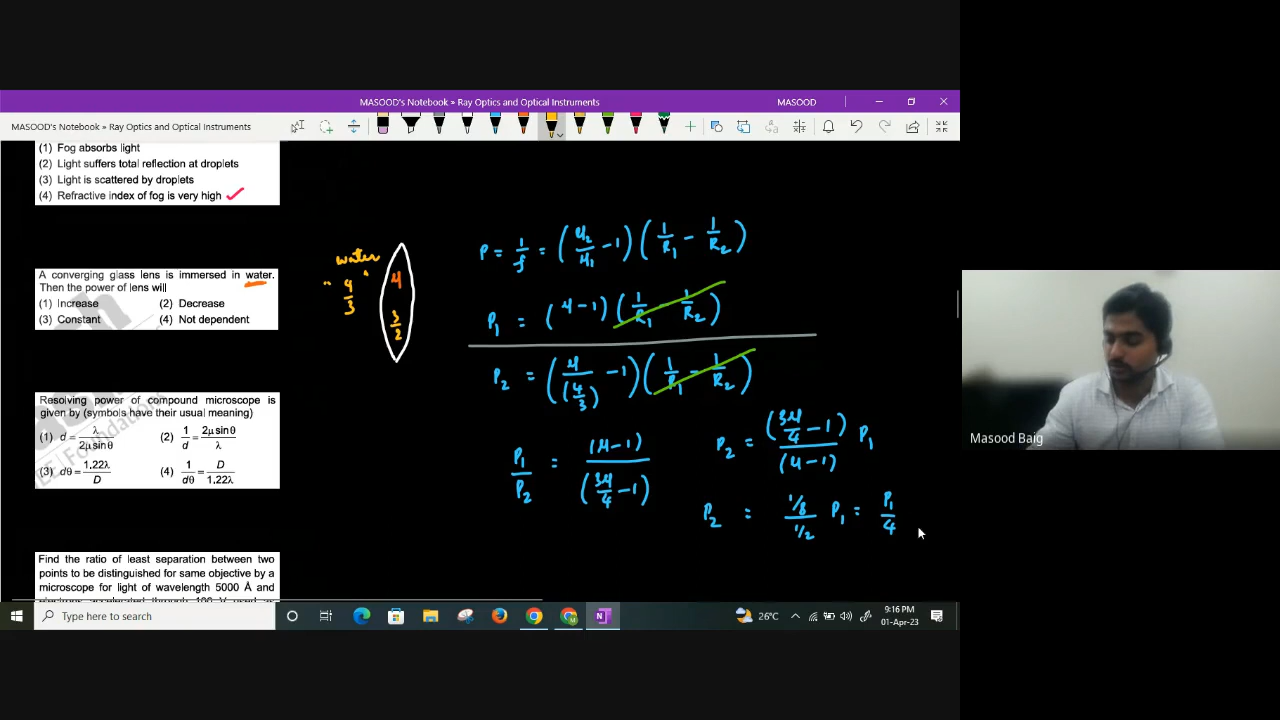 MASOOD's Notebook » Ray Optics and Optical Instruments
MASOOD
MASOOD's Notebook » Ray Optics and Optical Instruments
(1) Fog absorbs light
(2) Light suffers total reflection at droplets
(3) Light is scattered by droplets
(4) Refractive index of fog is very high ✓
A converging glass lens is immersed in water.
Then the power of lens will
(1) Increase (2) Decrease
(3) Constant (4) Not dependent
water
4/3
μ
3/2
P = 1/f = (μ2/μ1 − 1)(1/R1 − 1/R2)
P1 = (μ − 1)(1/R1 − 1/R2)
P2 = (μ/(4/3) − 1)(1/R1 − 1/R2)
P1/P2 = (μ−1)/(3μ/4 − 1)
P2 = (3μ/4 − 1)/(μ−1) P1
P2 = 1/8/1/2 P1 = P1/4
Resolving power of compound microscope is
given by (symbols have their usual meaning)
(1) d = λ/2μ sinθ (2) 1/d = 2μ sinθ/λ
(3) dθ = 1.22λ/D (4) 1/dθ = D/1.22λ
Find the ratio of least separation between two
points to be distinguished for same objective by a
microscope for light of wavelength 5000 Å and
Masood Baig
Type here to search
26°C
9:16 PM
01-Apr-23